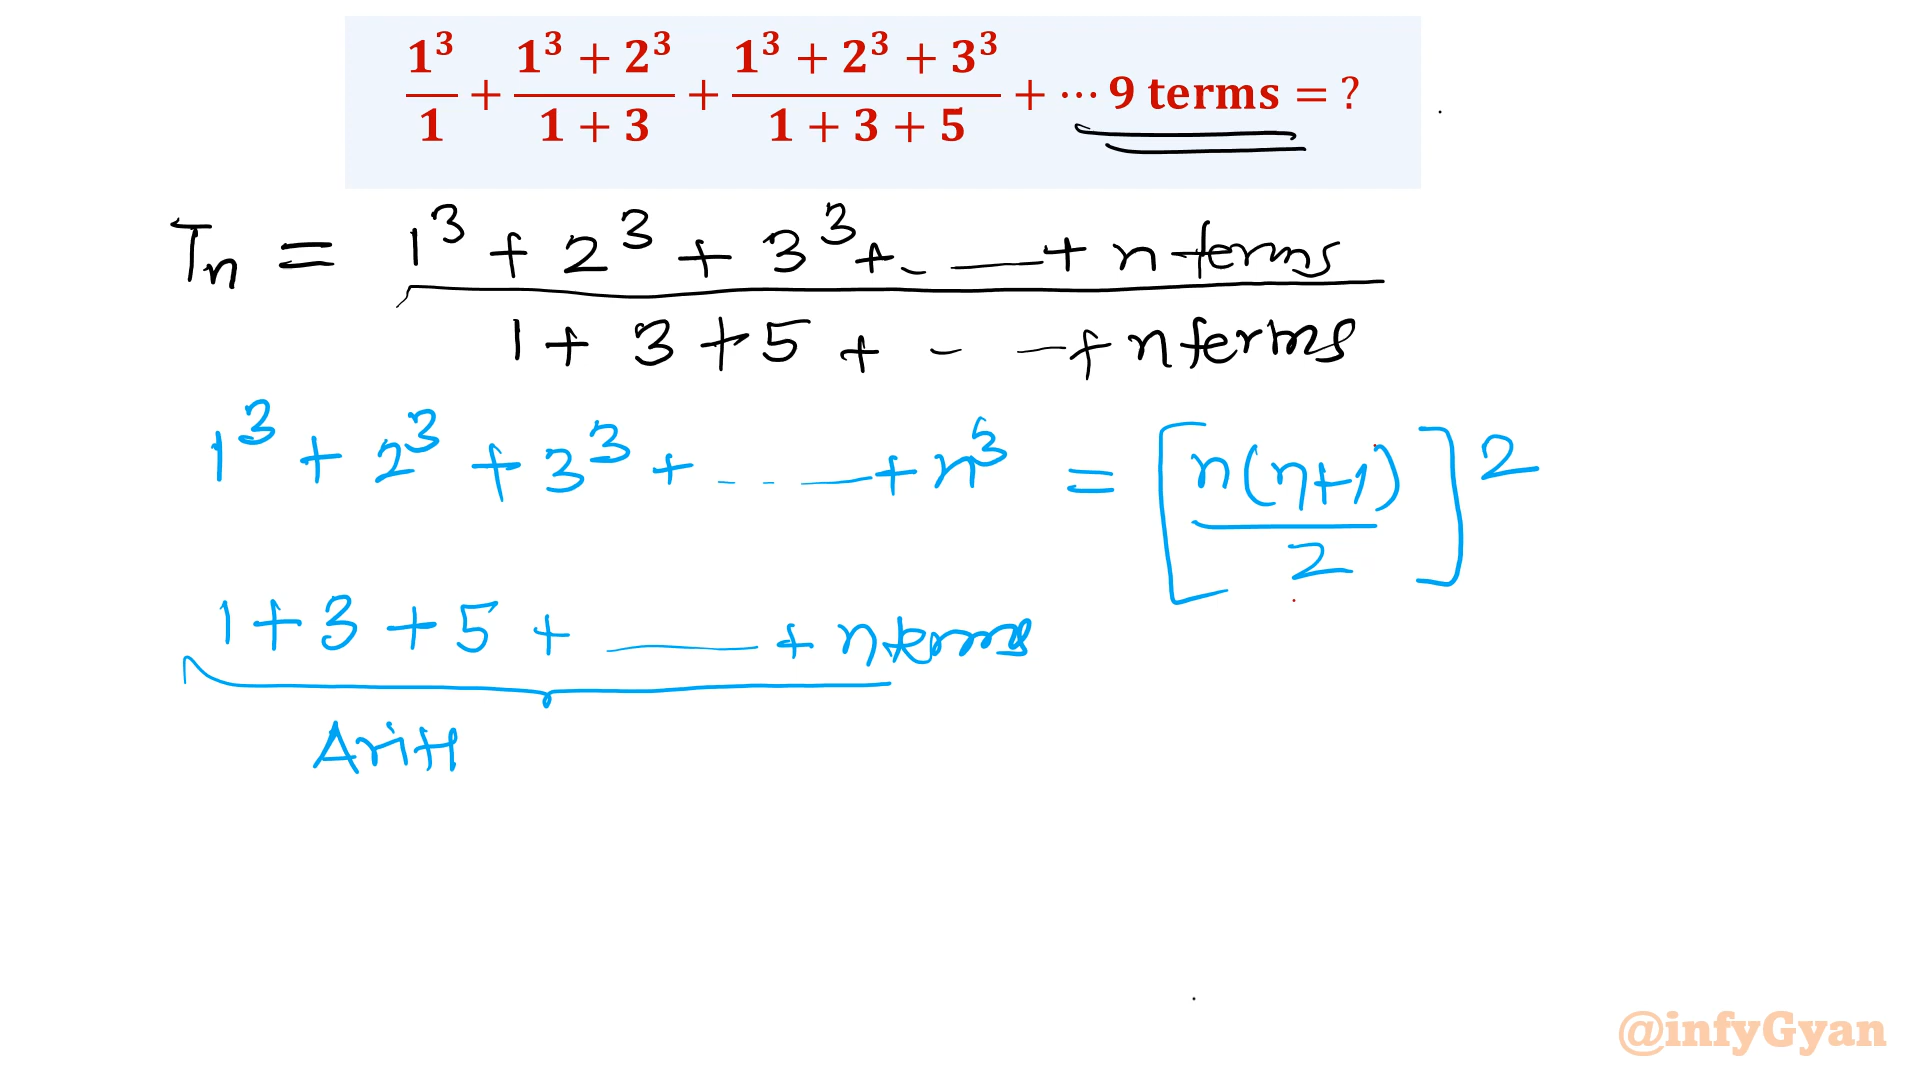 1³/1 + (1³ + 2³)/(1 + 3) + (1³ + 2³ + 3³)/(1 + 3 + 5) + ⋯ 9 terms = ?
Tₙ = (1³ + 2³ + 3³ + - — + n terms)/(1 + 3 + 5 + - — + n terms)
1³ + 2³ + 3³ + - - — + n³ = [n(n+1)/2]²
1 + 3 + 5 + — + n terms
Arith
@infyGyan